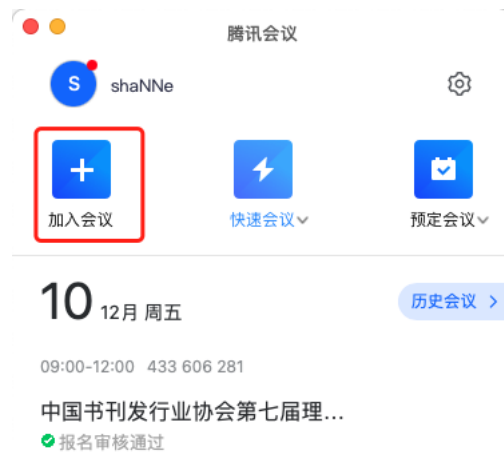 腾讯会议
S shaNNe
加入会议 快速会议 预定会议
10 12月 周五 历史会议
09:00-12:00 433 606 281
中国书刊发行业协会第七届理...
报名审核通过